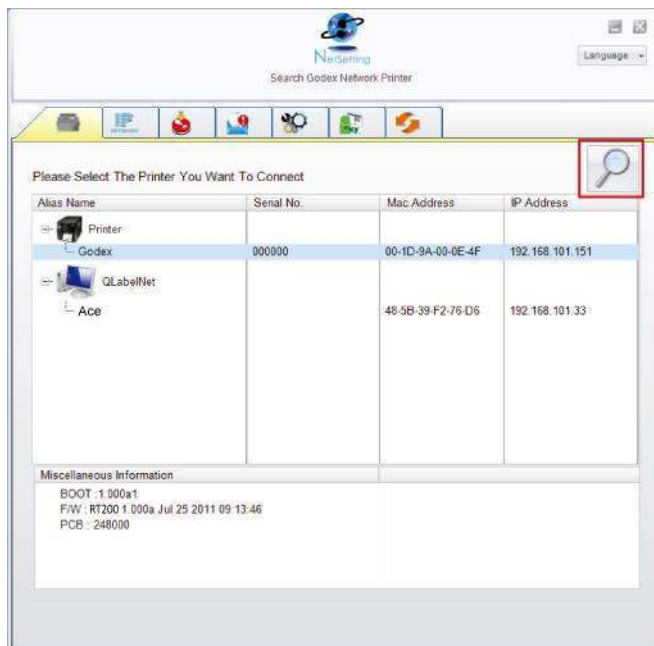 NetSetting
Language
Search Godex Network Printer
IP
NETWORK
Please Select The Printer You Want To Connect
Alias Name Serial No. Mac Address IP Address
Printer
Godex 000000 00-1D-9A-00-0E-4F 192.168.101.151
QLabelNet
Ace 48-5B-39-F2-76-D6 192.168.101.33
Miscellaneous Information
BOOT :1.000a1
F/W : RT200 1.000a Jul 25 2011 09:13:46
PCB : 248000